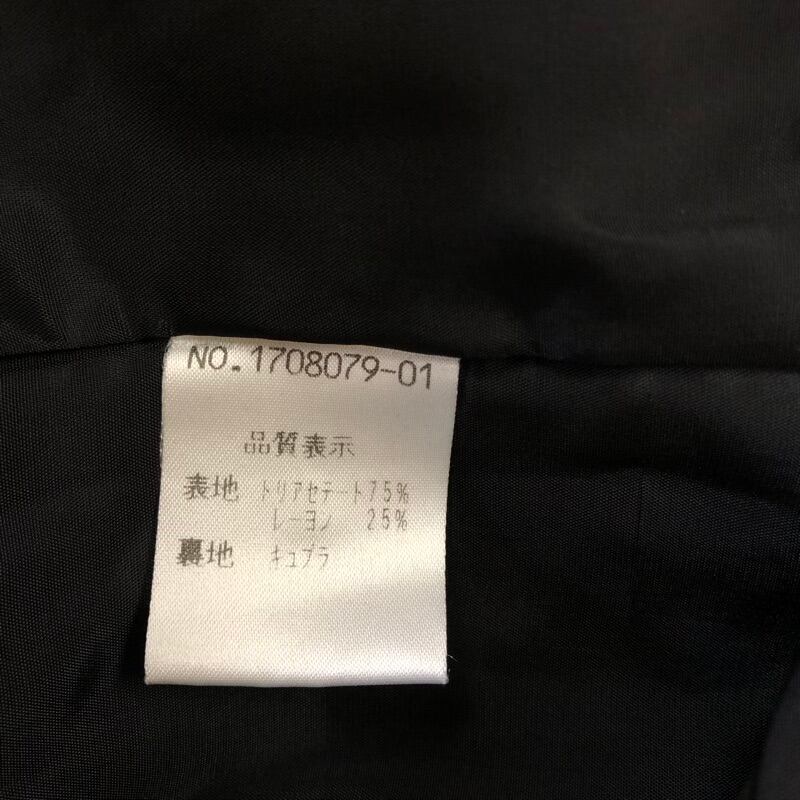 NO.1708079-01
品質表示
表地 トリアセテート75%
レーヨン 25%
裏地 キュプラ